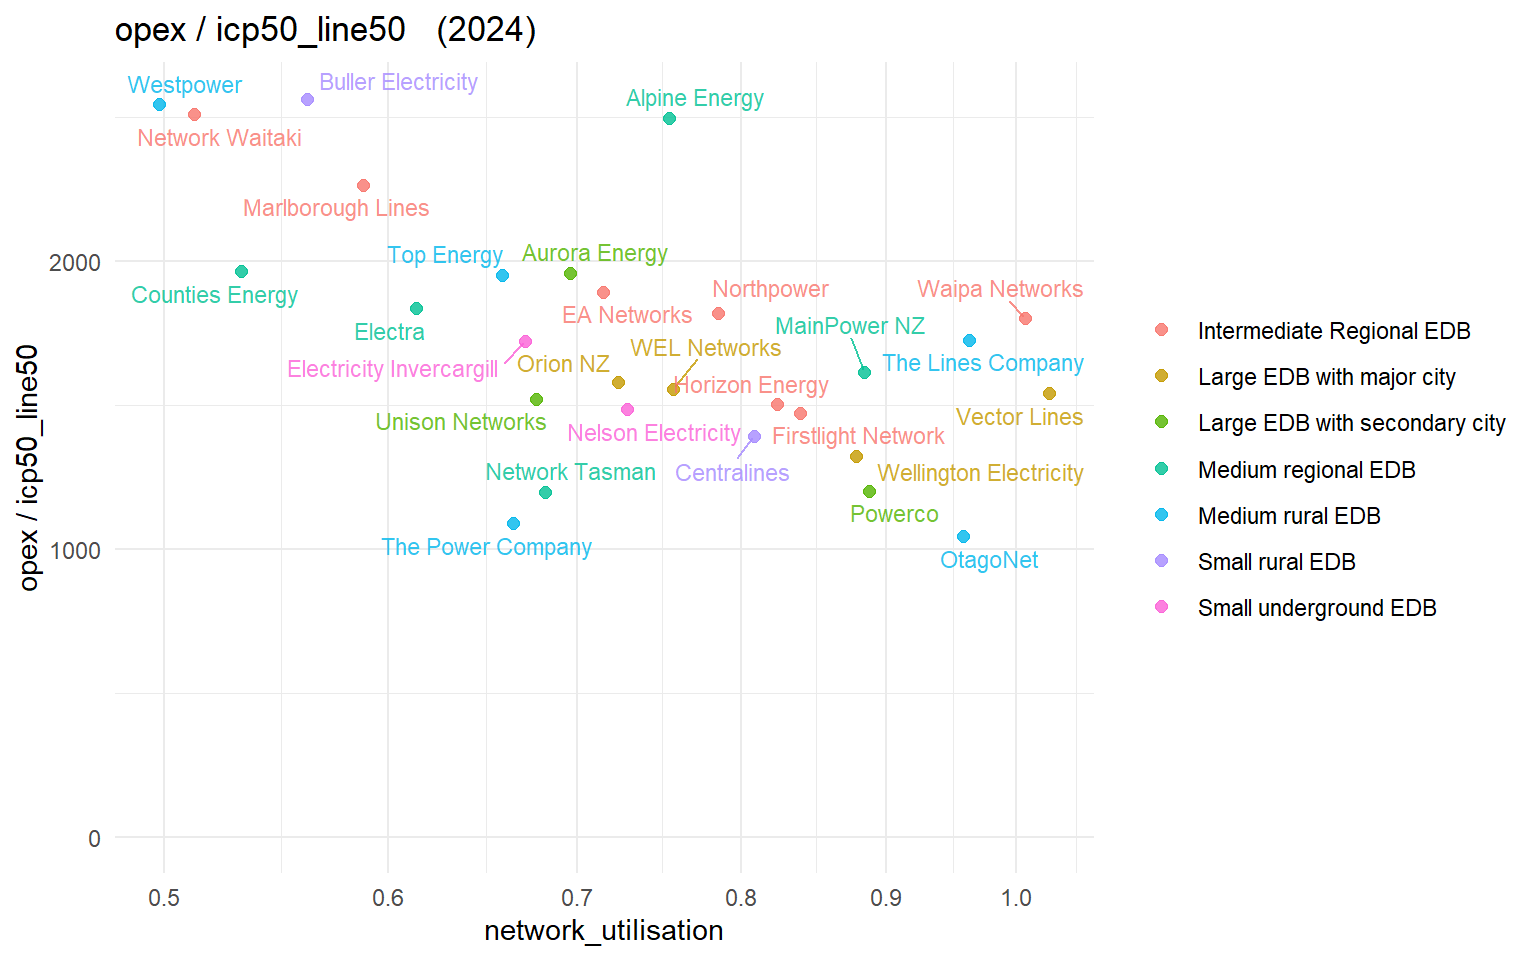 opex / icp50_line50 (2024)
Westpower
Buller Electricity
Alpine Energy
Network Waitaki
Marlborough Lines
Top Energy
Aurora Energy
Counties Energy
Northpower
Waipa Networks
EA Networks
MainPower NZ
Electra
WEL Networks
Orion NZ
The Lines Company
Electricity Invercargill
Horizon Energy
Vector Lines
Unison Networks
Nelson Electricity
Firstlight Network
Network Tasman
Centralines
Wellington Electricity
Powerco
The Power Company
OtagoNet
2000
1000
0
opex / icp50_line50
0.5 0.6 0.7 0.8 0.9 1.0
network_utilisation
Intermediate Regional EDB
Large EDB with major city
Large EDB with secondary city
Medium regional EDB
Medium rural EDB
Small rural EDB
Small underground EDB